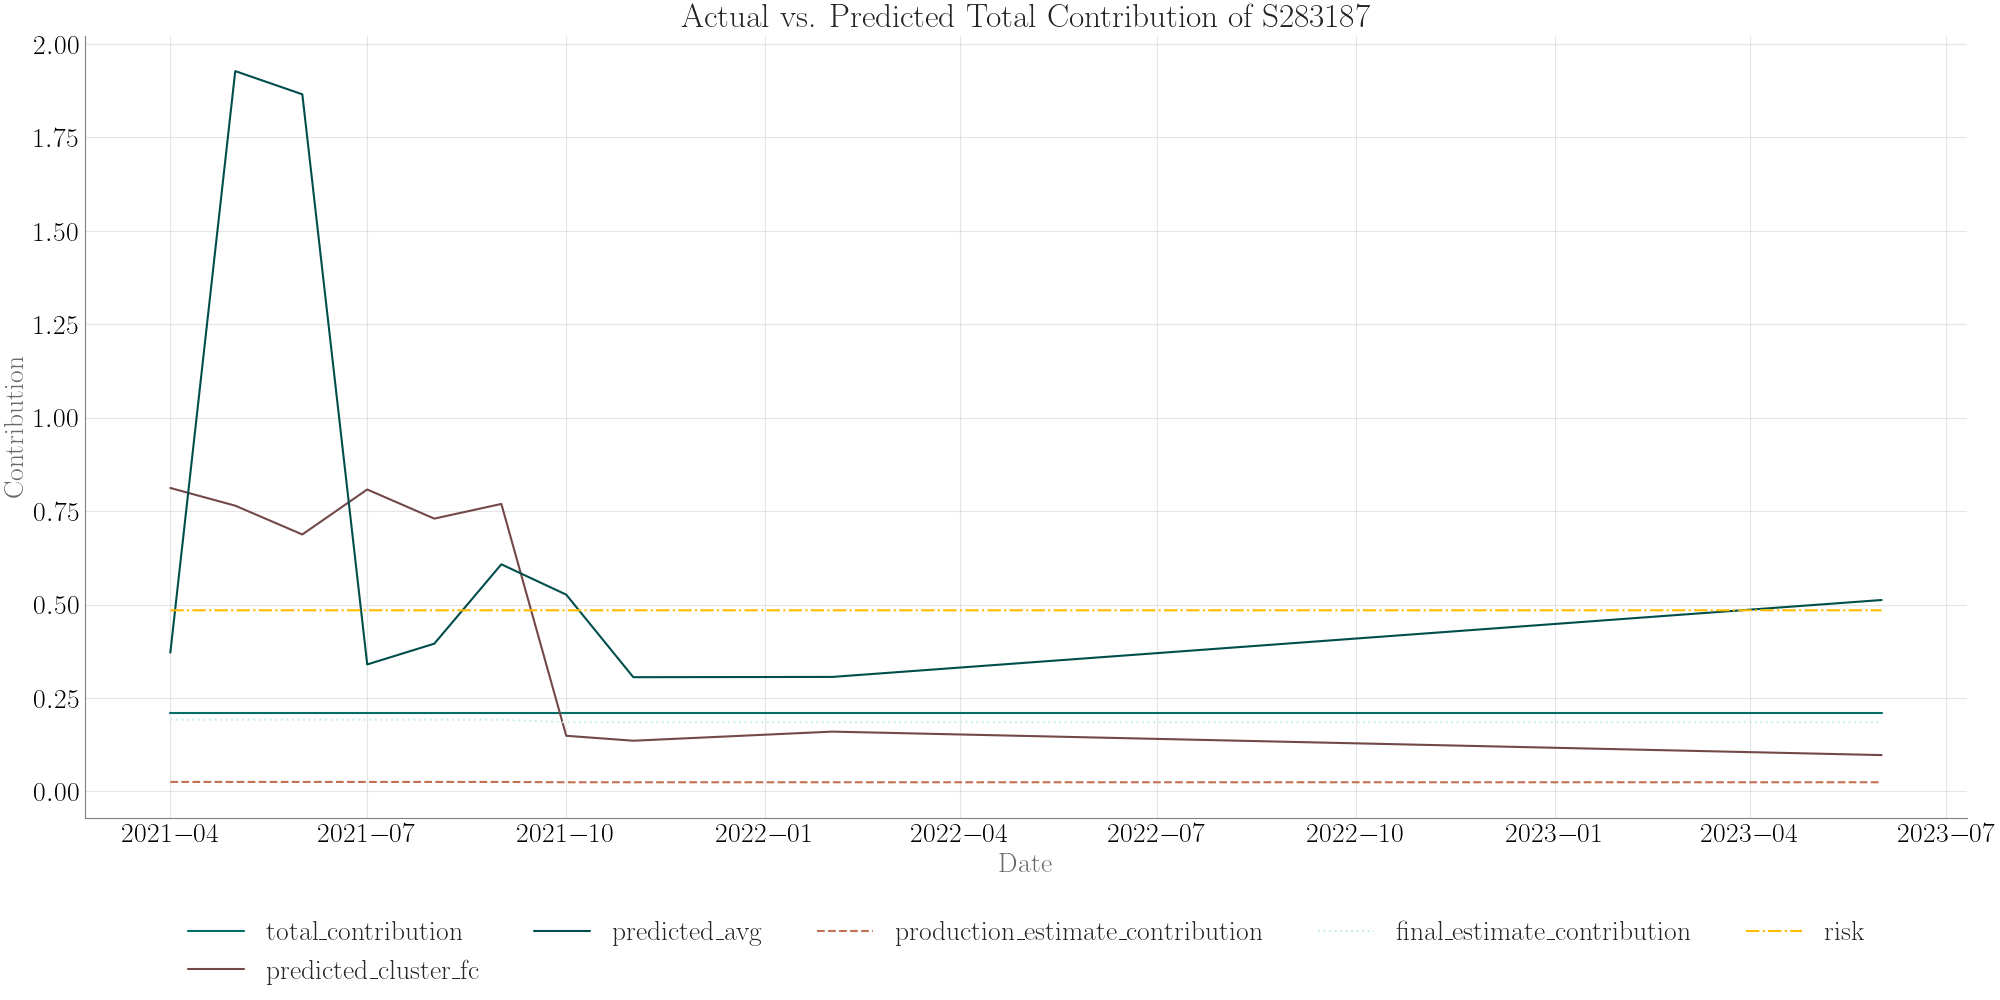 Actual vs. Predicted Total Contribution of S283187
2.00
1.75
1.50
1.25
1.00
0.75
0.50
0.25
0.00
Contribution
2021−04 2021−07 2021−10 2022−01 2022−04 2022−07 2022−10 2023−01 2023−04 2023−07
Date
total_contribution predicted_avg production_estimate_contribution final_estimate_contribution risk
predicted_cluster_fc